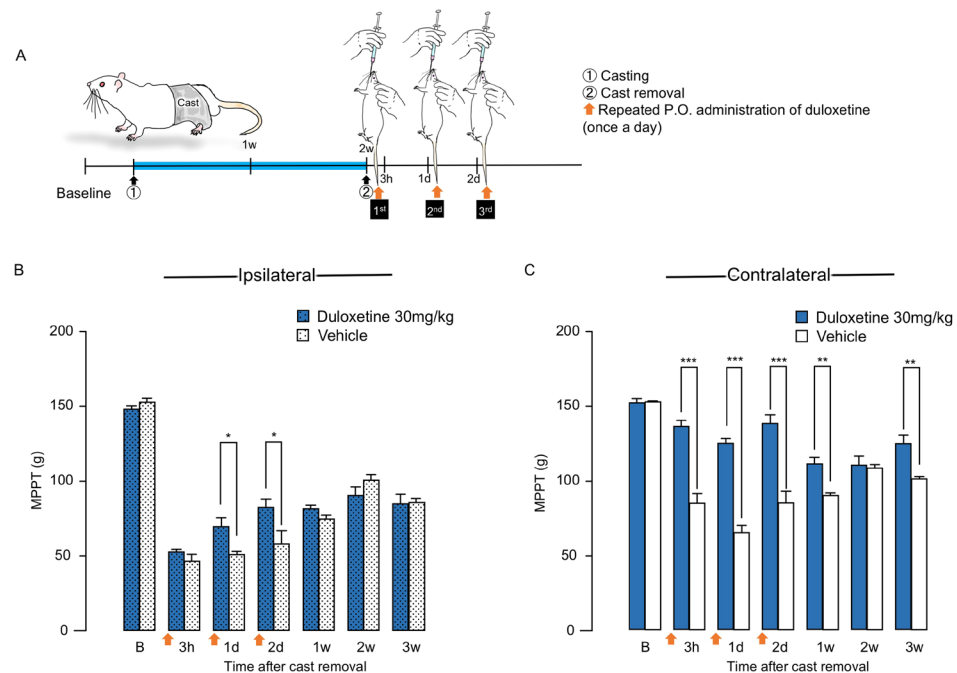 A
Cast
1w
2w
3h
1d
2d
Baseline
①
②
1st
2nd
3rd
① Casting
② Cast removal
Repeated P.O. administration of duloxetine
(once a day)
B
Ipsilateral
Duloxetine 30mg/kg
Vehicle
MPPT (g)
200
150
100
50
0
*
*
B 3h 1d 2d 1w 2w 3w
Time after cast removal
C
Contralateral
Duloxetine 30mg/kg
Vehicle
MPPT (g)
200
150
100
50
0
*** *** *** ** **
B 3h 1d 2d 1w 2w 3w
Time after cast removal